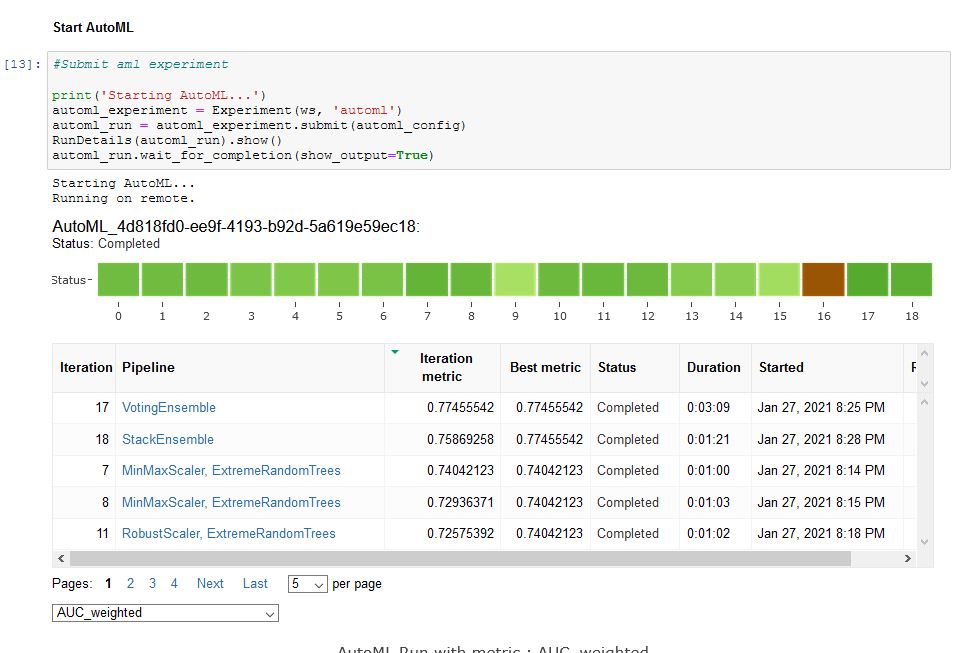 Start AutoML
[13]:
#Submit aml experiment
print('Starting AutoML...')
automl_experiment = Experiment(ws, 'automl')
automl_run = automl_experiment.submit(automl_config)
RunDetails(automl_run).show()
automl_run.wait_for_completion(show_output=True)
Starting AutoML...
Running on remote.
AutoML_4d818fd0-ee9f-4193-b92d-5a619e59ec18:
Status: Completed
Status-
0 1 2 3 4 5 6 7 8 9 10 11 12 13 14 15 16 17 18
Iteration Pipeline Iteration metric Best metric Status Duration Started
17 VotingEnsemble 0.77455542 0.77455542 Completed 0:03:09 Jan 27, 2021 8:25 PM
18 StackEnsemble 0.75869258 0.77455542 Completed 0:01:21 Jan 27, 2021 8:28 PM
7 MinMaxScaler, ExtremeRandomTrees 0.74042123 0.74042123 Completed 0:01:00 Jan 27, 2021 8:14 PM
8 MinMaxScaler, ExtremeRandomTrees 0.72936371 0.74042123 Completed 0:01:03 Jan 27, 2021 8:15 PM
11 RobustScaler, ExtremeRandomTrees 0.72575392 0.74042123 Completed 0:01:02 Jan 27, 2021 8:18 PM
Pages: 1 2 3 4 Next Last 5 per page
AUC_weighted
AutoML Run with metric : AUC_weighted